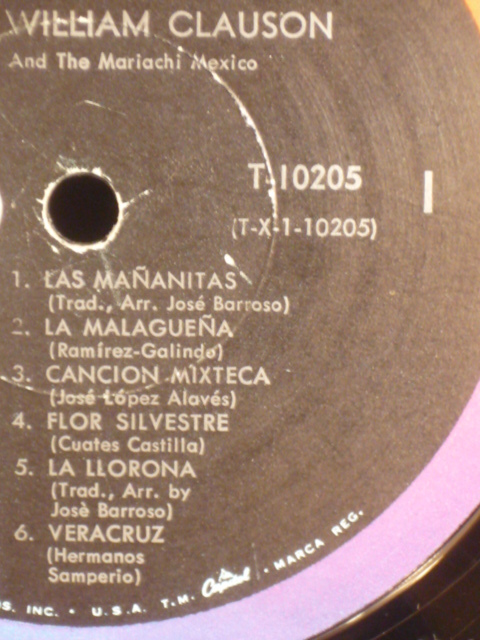 WILLIAM CLAUSON
And The Mariachi Mexico
T-10205
(T-X-1-10205)
1
1. LAS MAÑANITAS
(Trad., Arr. José Barroso)
2. LA MALAGUEÑA
(Ramírez-Galindo)
3. CANCION MIXTECA
(José López Alavés)
4. FLOR SILVESTRE
(Cuates Castilla)
5. LA LLORONA
(Trad., Arr. by
Josè Barroso)
6. VERACRUZ
(Hermanos
Samperio)
S. INC. • U.S.A. T.M. Capitol • MARCA REG.